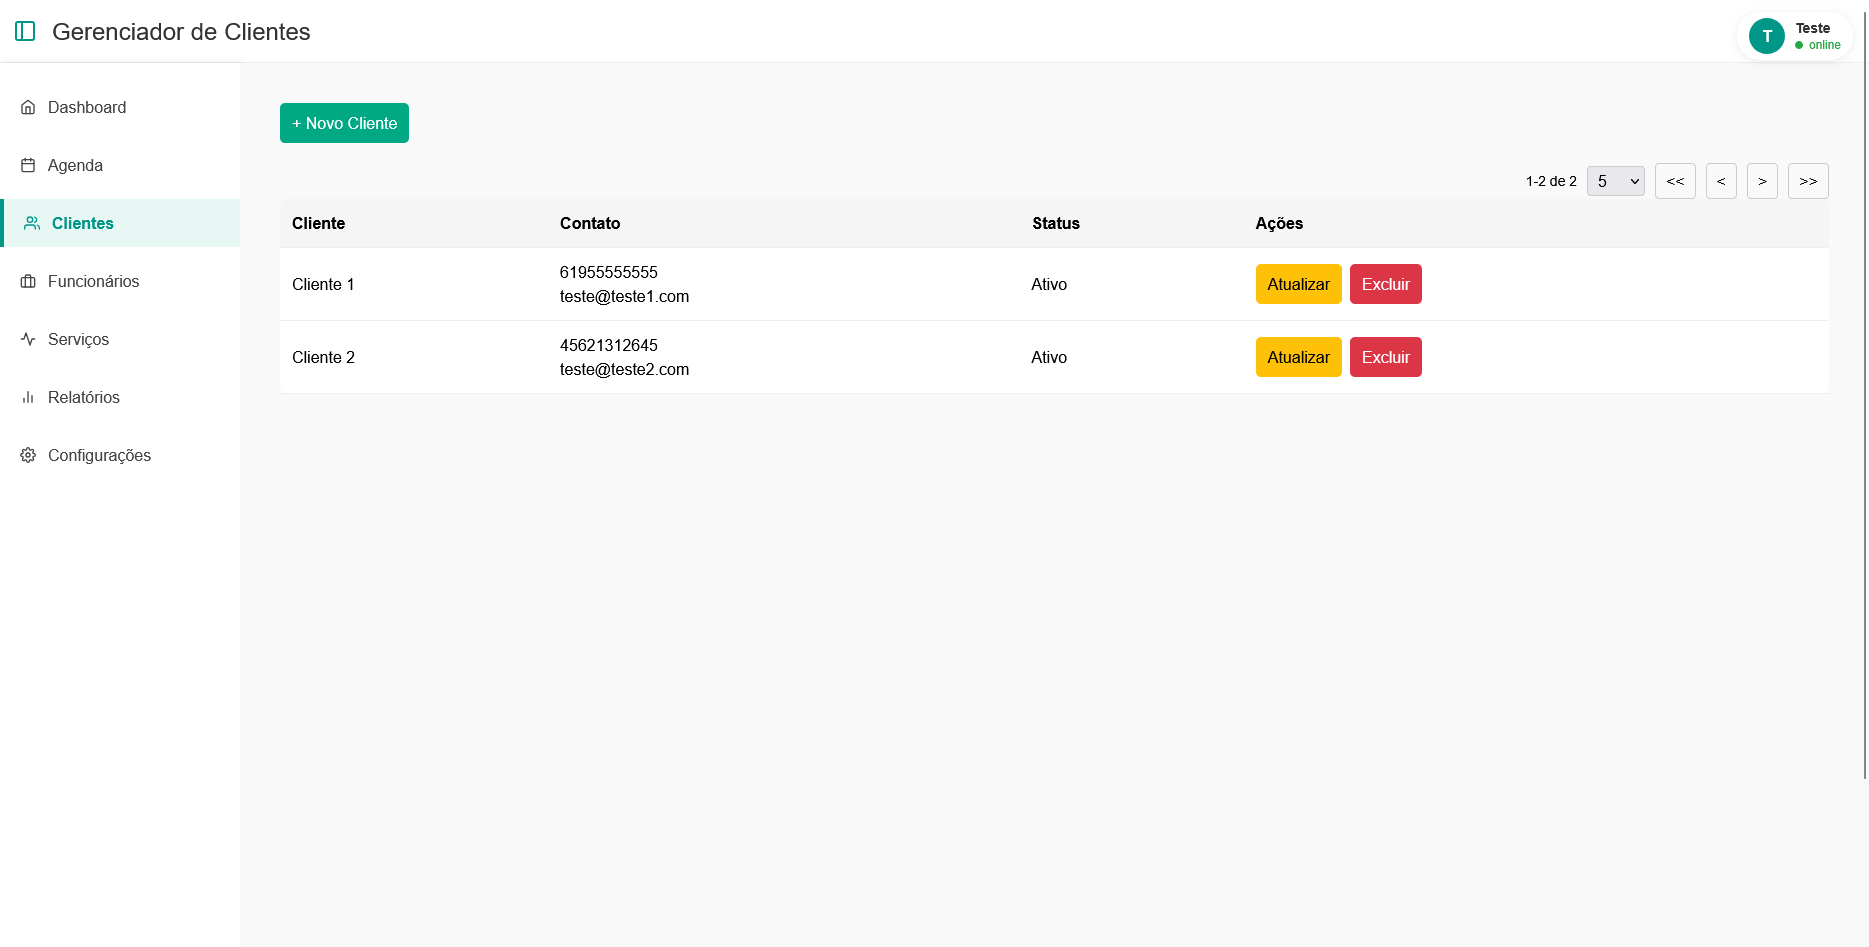 Gerenciador de Clientes
T
Teste
online
Dashboard
Agenda
Clientes
Funcionários
Serviços
Relatórios
Configurações
+ Novo Cliente
1-2 de 2 5 << < > >>
Cliente Contato Status Ações
Cliente 1 61955555555 Ativo Atualizar Excluir
teste@teste1.com
Cliente 2 45621312645 Ativo Atualizar Excluir
teste@teste2.com